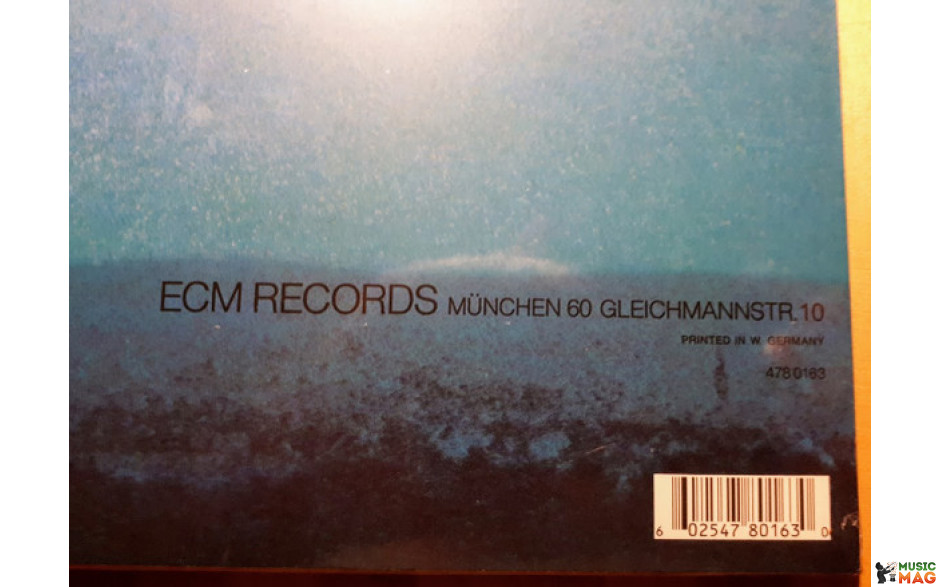 ECM RECORDS MÜNCHEN 60 GLEICHMANNSTR. 10
PRINTED IN W. GERMANY
478 0163
6 02547 80163 0
MUSIC
MAG